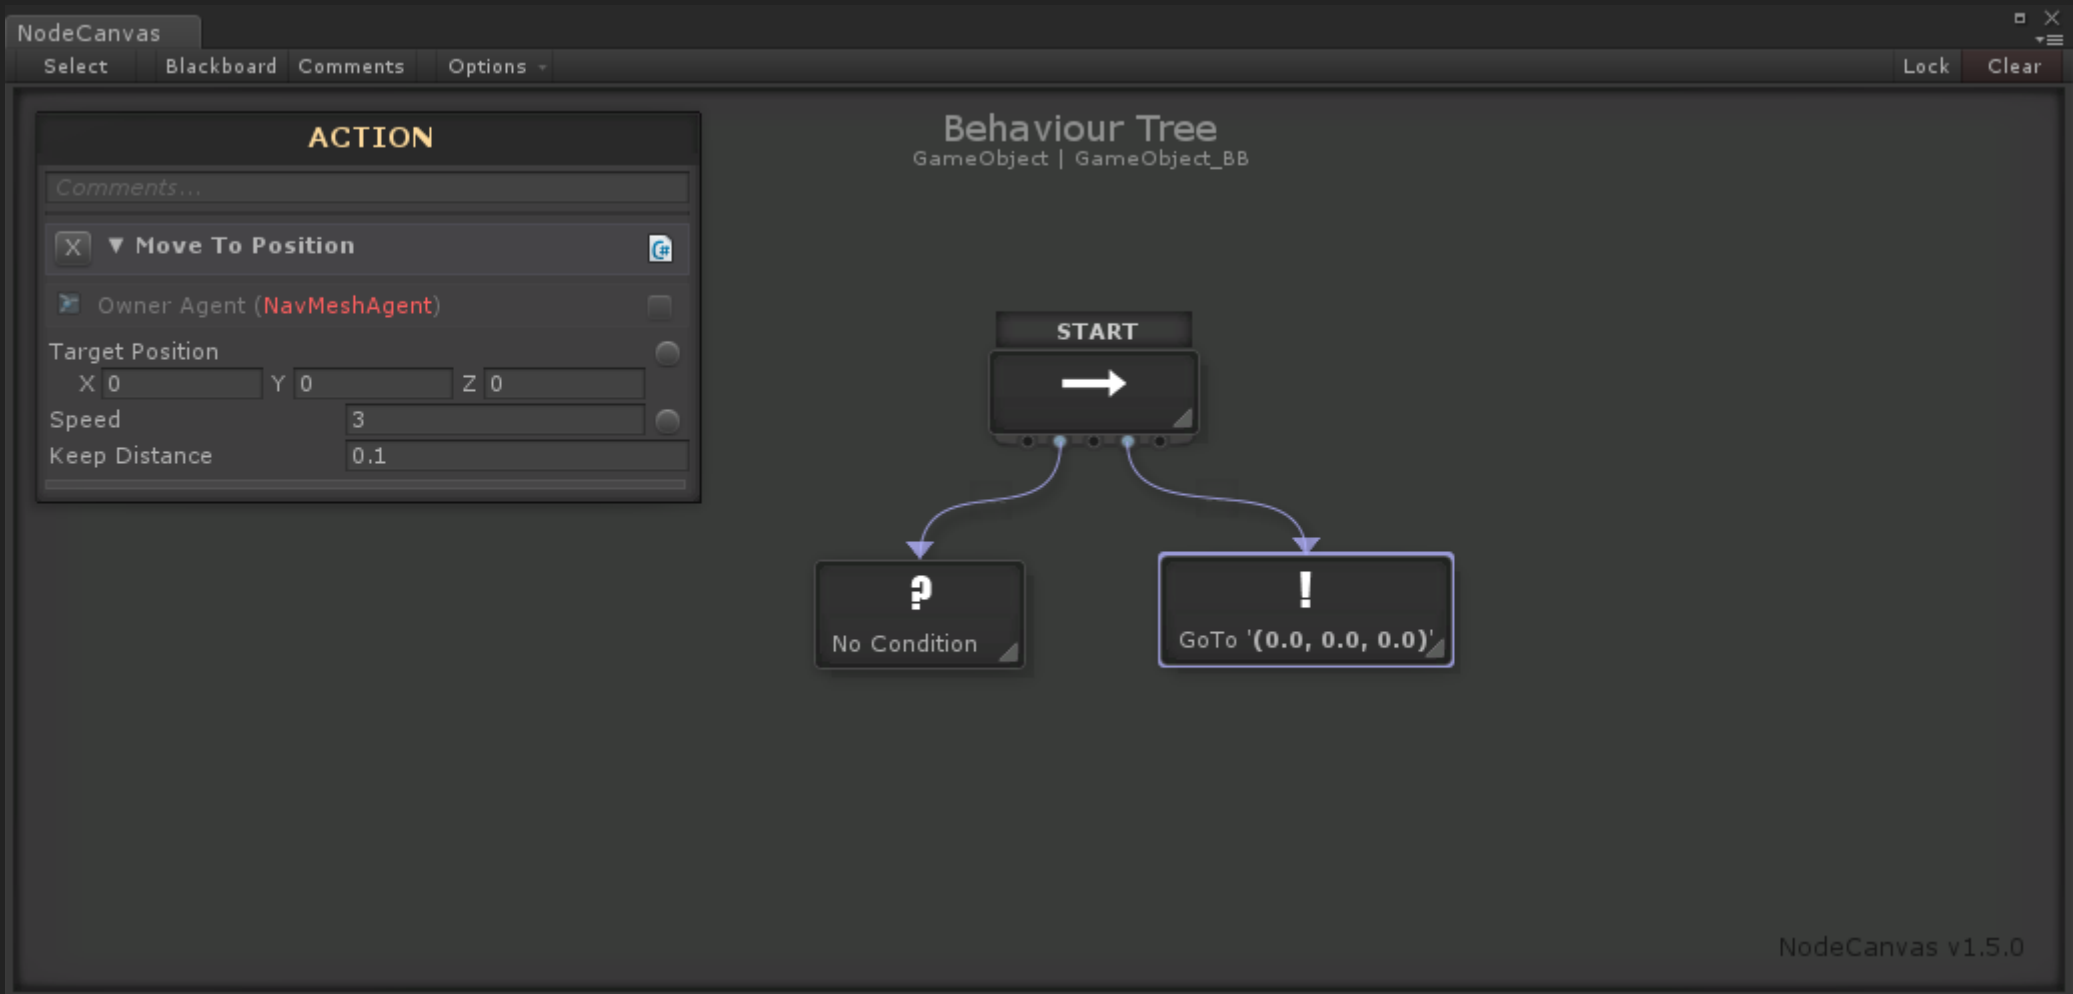 NodeCanvas
Select Blackboard Comments Options Lock Clear
Behaviour Tree
GameObject | GameObject_BB
ACTION
Comments...
X ▼ Move To Position C#
Owner Agent (NavMeshAgent)
Target Position
X 0 Y 0 Z 0
Speed 3
Keep Distance 0.1
START
?
No Condition
!
GoTo '(0.0, 0.0, 0.0)'
NodeCanvas v1.5.0